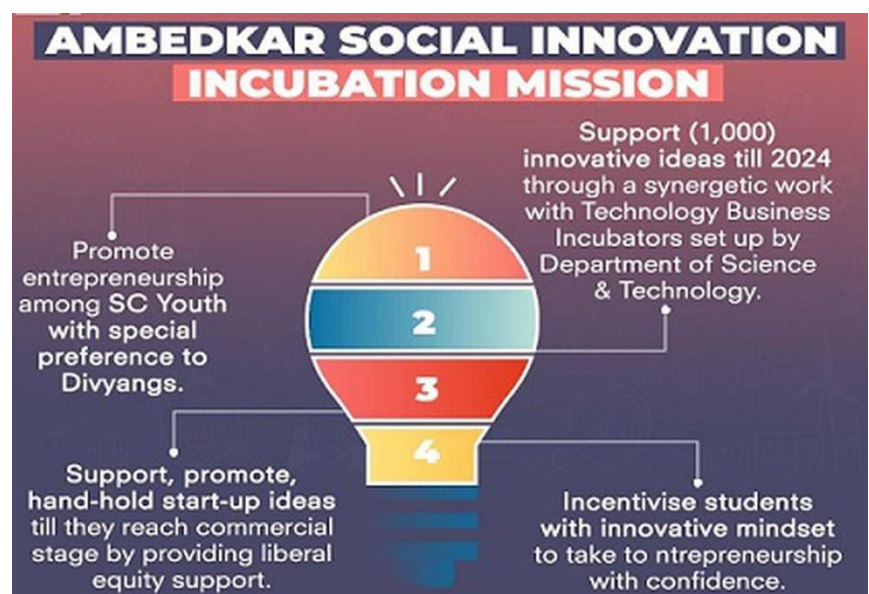 AMBEDKAR SOCIAL INNOVATION
INCUBATION MISSION
1
Promote
entrepreneurship
among SC Youth
with special
preference to
Divyangs.
2
Support (1,000)
innovative ideas till 2024
through a synergetic work
with Technology Business
Incubators set up by
Department of Science
& Technology.
3
Support, promote,
hand-hold start-up ideas
till they reach commercial
stage by providing liberal
equity support.
4
Incentivise students
with innovative mindset
to take to ntrepreneurship
with confidence.